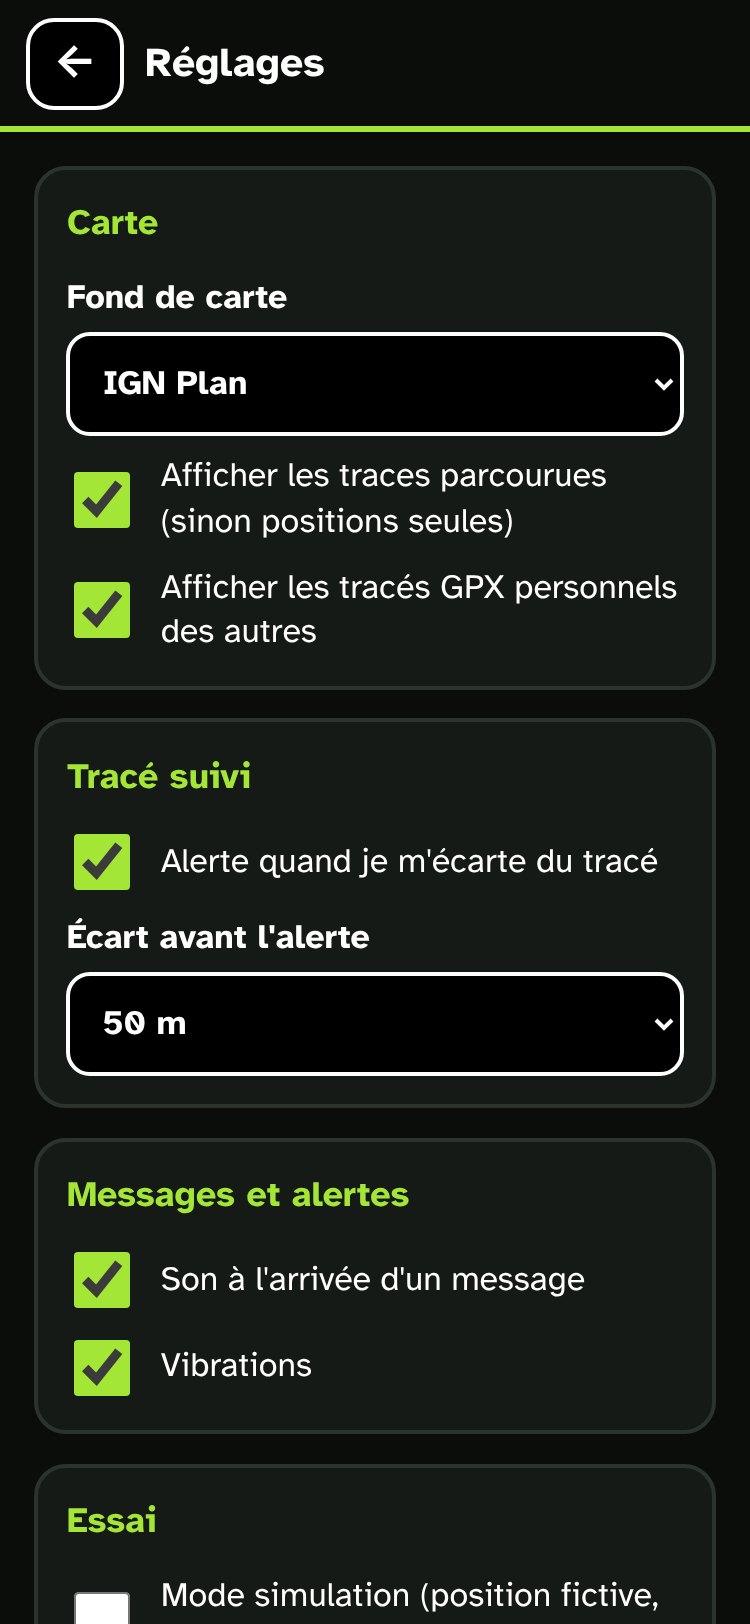 Réglages
Carte
Fond de carte
IGN Plan
Afficher les traces parcourues
(sinon positions seules)
Afficher les tracés GPX personnels
des autres
Tracé suivi
Alerte quand je m'écarte du tracé
Écart avant l'alerte
50 m
Messages et alertes
Son à l'arrivée d'un message
Vibrations
Essai
Mode simulation (position fictive,